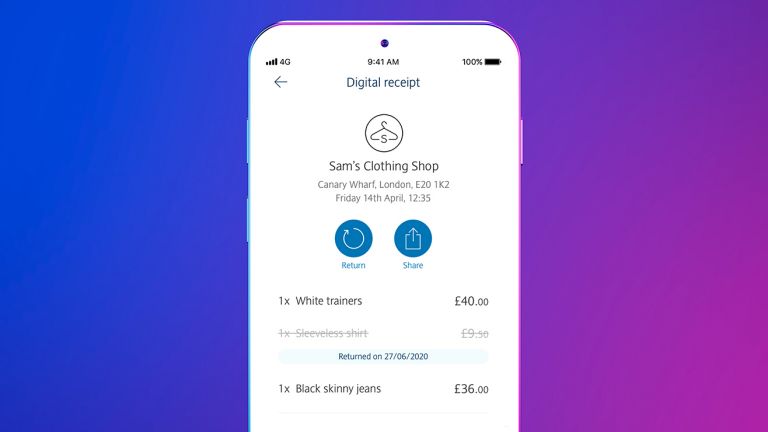 4G 9:41 AM 100%
Digital receipt
S
Sam's Clothing Shop
Canary Wharf, London, E20 1K2
Friday 14th April, 12:35
Return Share
1x White trainers £40.00
1x Sleeveless shirt £9.50
Returned on 27/06/2020
1x Black skinny jeans £36.00